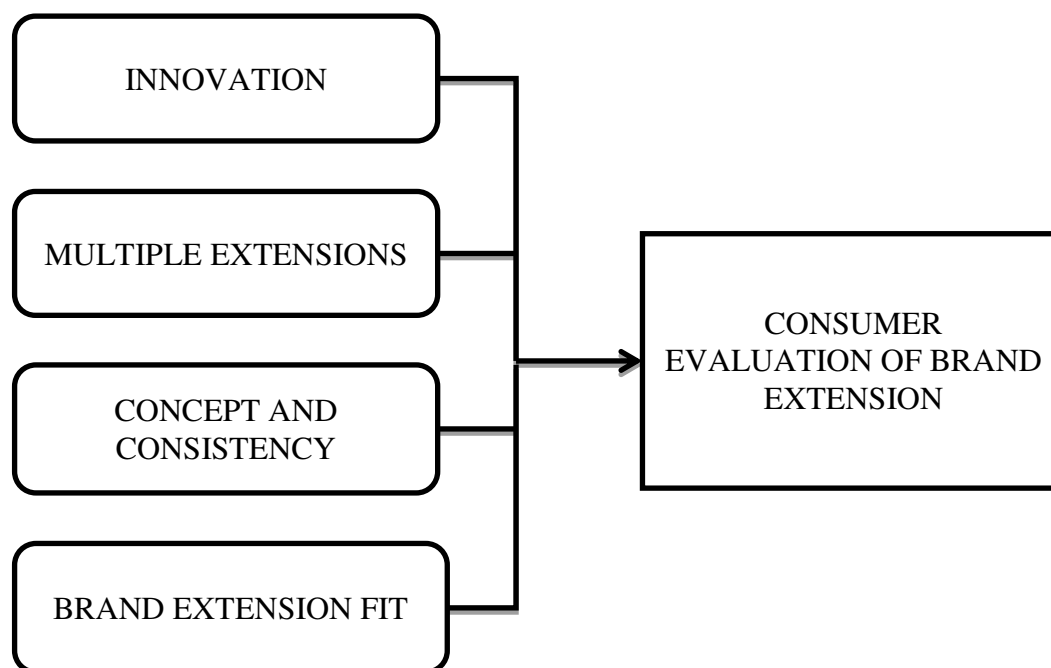 INNOVATION
MULTIPLE EXTENSIONS
CONCEPT AND
CONSISTENCY
BRAND EXTENSION FIT
CONSUMER
EVALUATION OF BRAND
EXTENSION